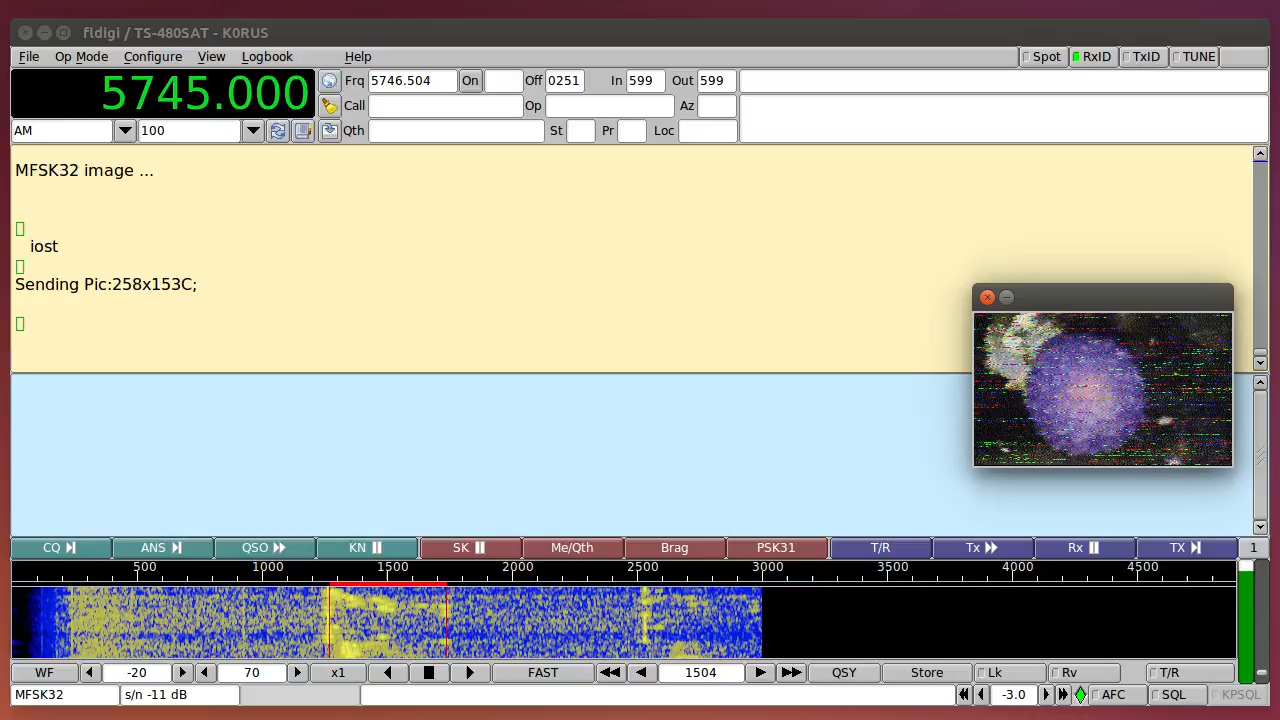 fldigi / TS-480SAT - K0RUS
File Op Mode Configure View Logbook Help Spot RxID TxID TUNE
5745.000 Frq 5746.504 On Off 0251 In 599 Out 599
Call Op Az
AM 100 Qth St Pr Loc
MFSK32 image ...
iost
Sending Pic:258x153C;
CQ ANS QSO KN SK Me/Qth Brag PSK31 T/R Tx Rx TX 1
500 1000 1500 2000 2500 3000 3500 4000 4500
WF -20 70 x1 FAST 1504 QSY Store Lk Rv T/R
MFSK32 s/n -11 dB -3.0 AFC SQL KPSQL